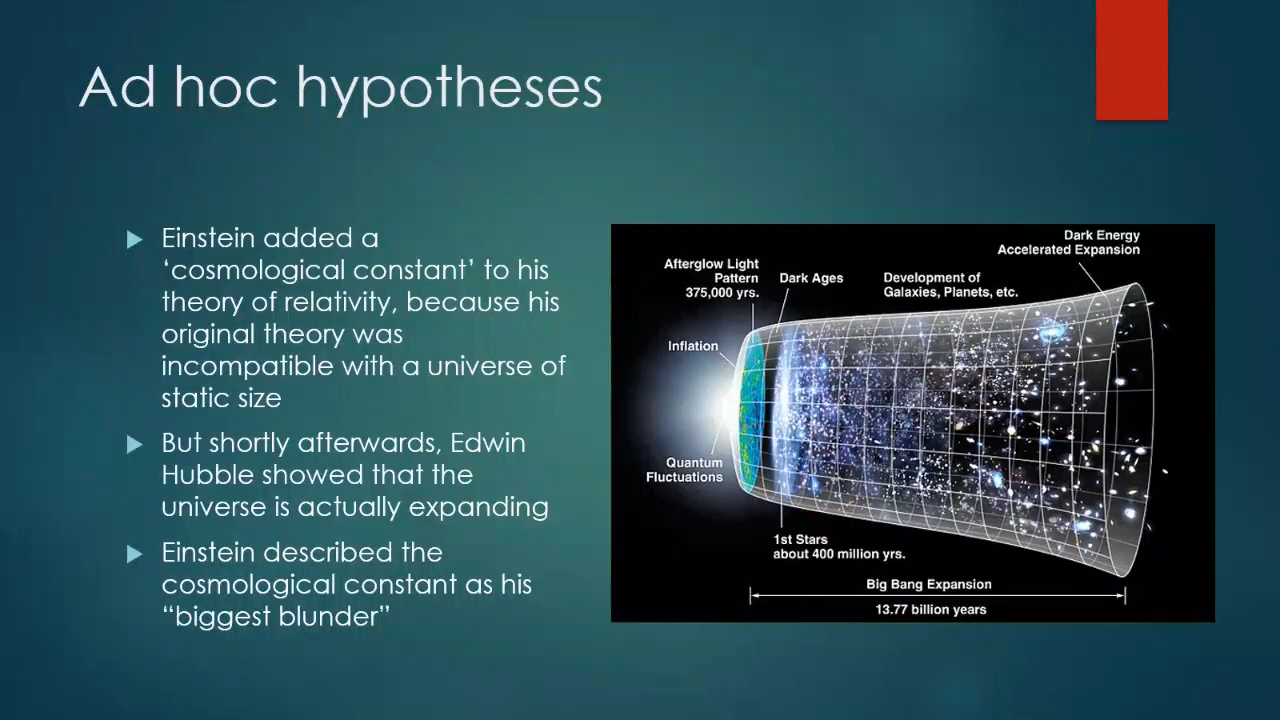 Ad hoc hypotheses
Einstein added a
‘cosmological constant’ to his
theory of relativity, because his
original theory was
incompatible with a universe of
static size
But shortly afterwards, Edwin
Hubble showed that the
universe is actually expanding
Einstein described the
cosmological constant as his
“biggest blunder”
Dark Energy
Accelerated Expansion
Afterglow Light
Pattern
375,000 yrs.
Dark Ages
Development of
Galaxies, Planets, etc.
Inflation
Quantum
Fluctuations
1st Stars
about 400 million yrs.
Big Bang Expansion
13.77 billion years